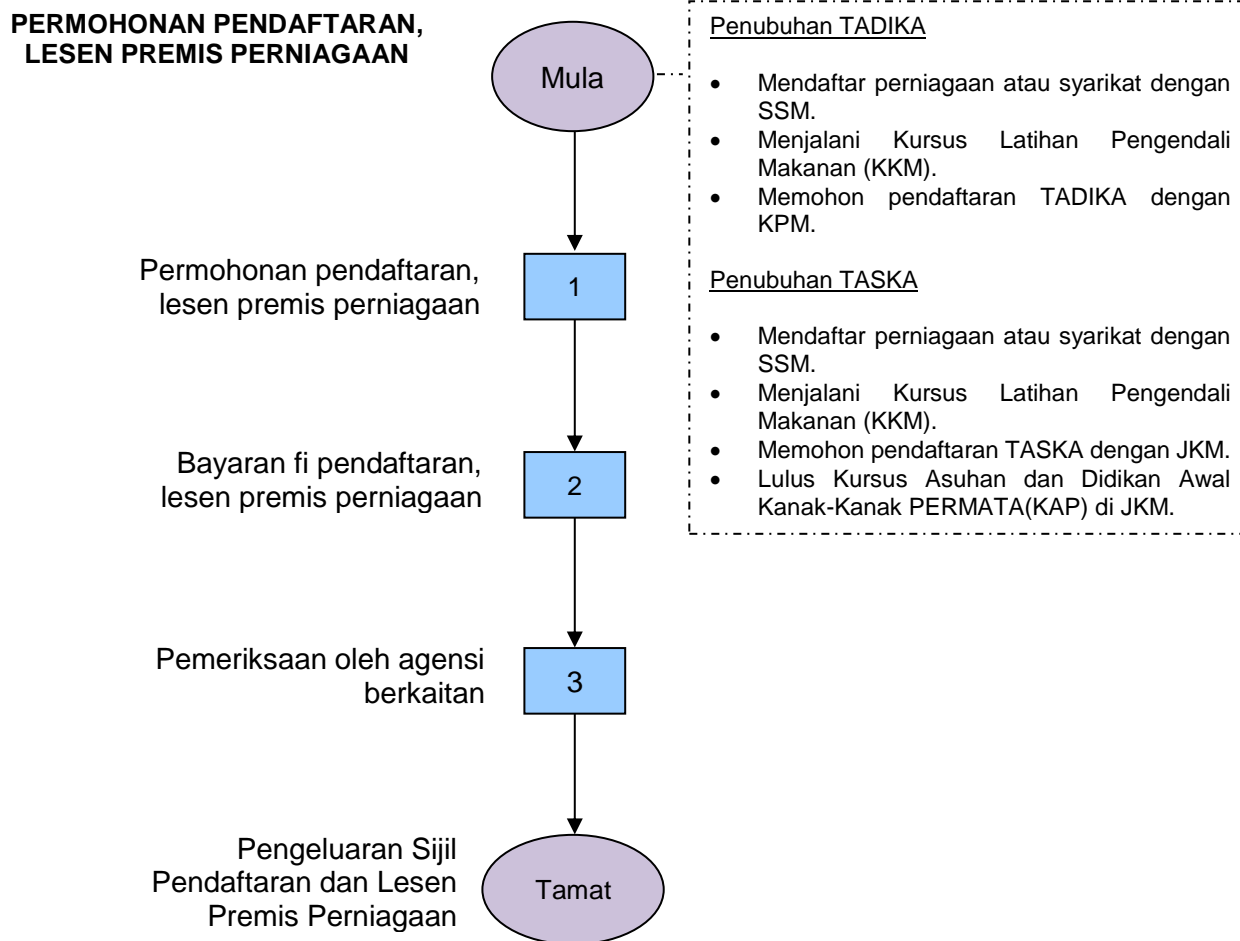 PERMOHONAN PENDAFTARAN,
LESEN PREMIS PERNIAGAAN
Mula
Penubuhan TADIKA
• Mendaftar perniagaan atau syarikat dengan
SSM.
• Menjalani Kursus Latihan Pengendali
Makanan (KKM).
• Memohon pendaftaran TADIKA dengan
KPM.
Penubuhan TASKA
• Mendaftar perniagaan atau syarikat dengan
SSM.
• Menjalani Kursus Latihan Pengendali
Makanan (KKM).
• Memohon pendaftaran TASKA dengan JKM.
• Lulus Kursus Asuhan dan Didikan Awal
Kanak-Kanak PERMATA(KAP) di JKM.
Permohonan pendaftaran,
lesen premis perniagaan
1
Bayaran fi pendaftaran,
lesen premis perniagaan
2
Pemeriksaan oleh agensi
berkaitan
3
Pengeluaran Sijil
Pendaftaran dan Lesen
Premis Perniagaan
Tamat